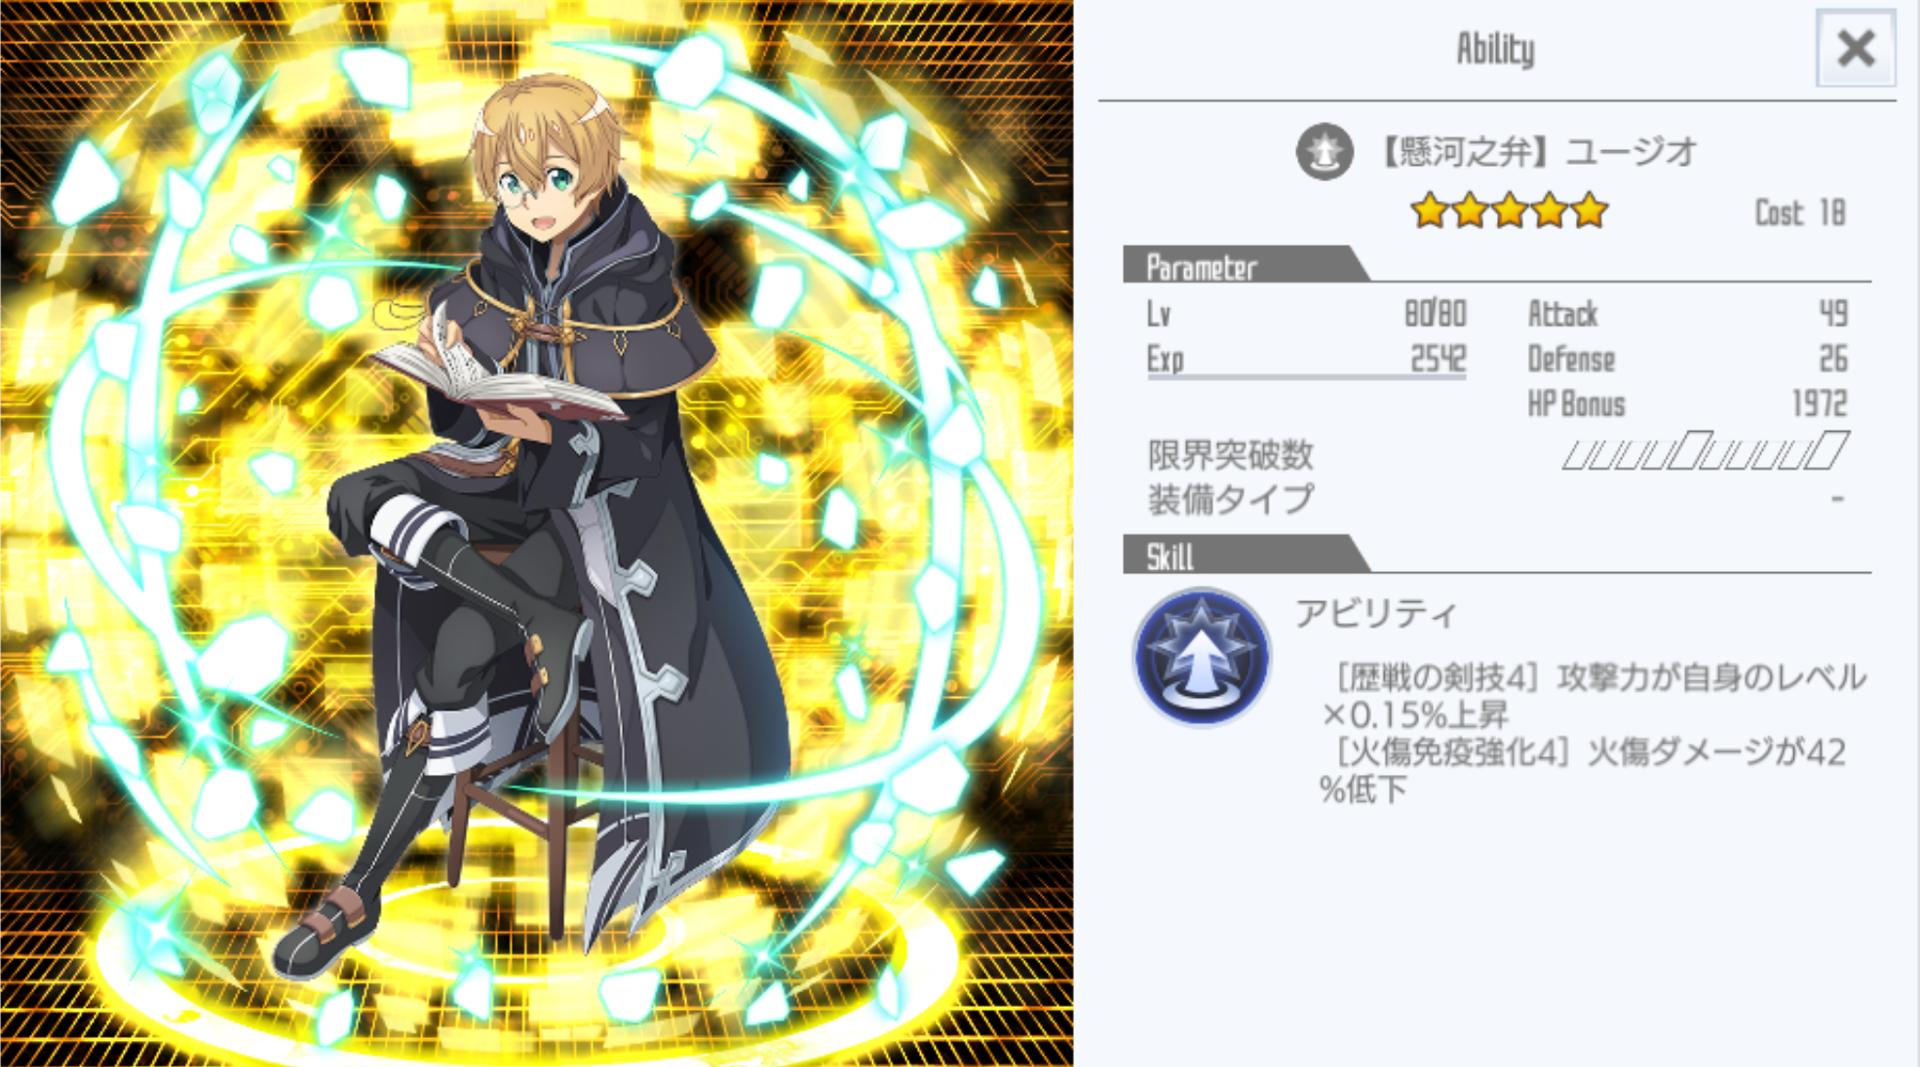 Ability
【懸河之弁】ユージオ
Cost 18
Parameter
Lv 80/80
Attack 49
Exp 2542
Defense 26
HP Bonus 1972
限界突破数
装備タイプ -
Skill
アビリティ
［歴戦の剣技4］攻撃力が自身のレベル
×0.15%上昇
［火傷免疫強化4］火傷ダメージが42
%低下